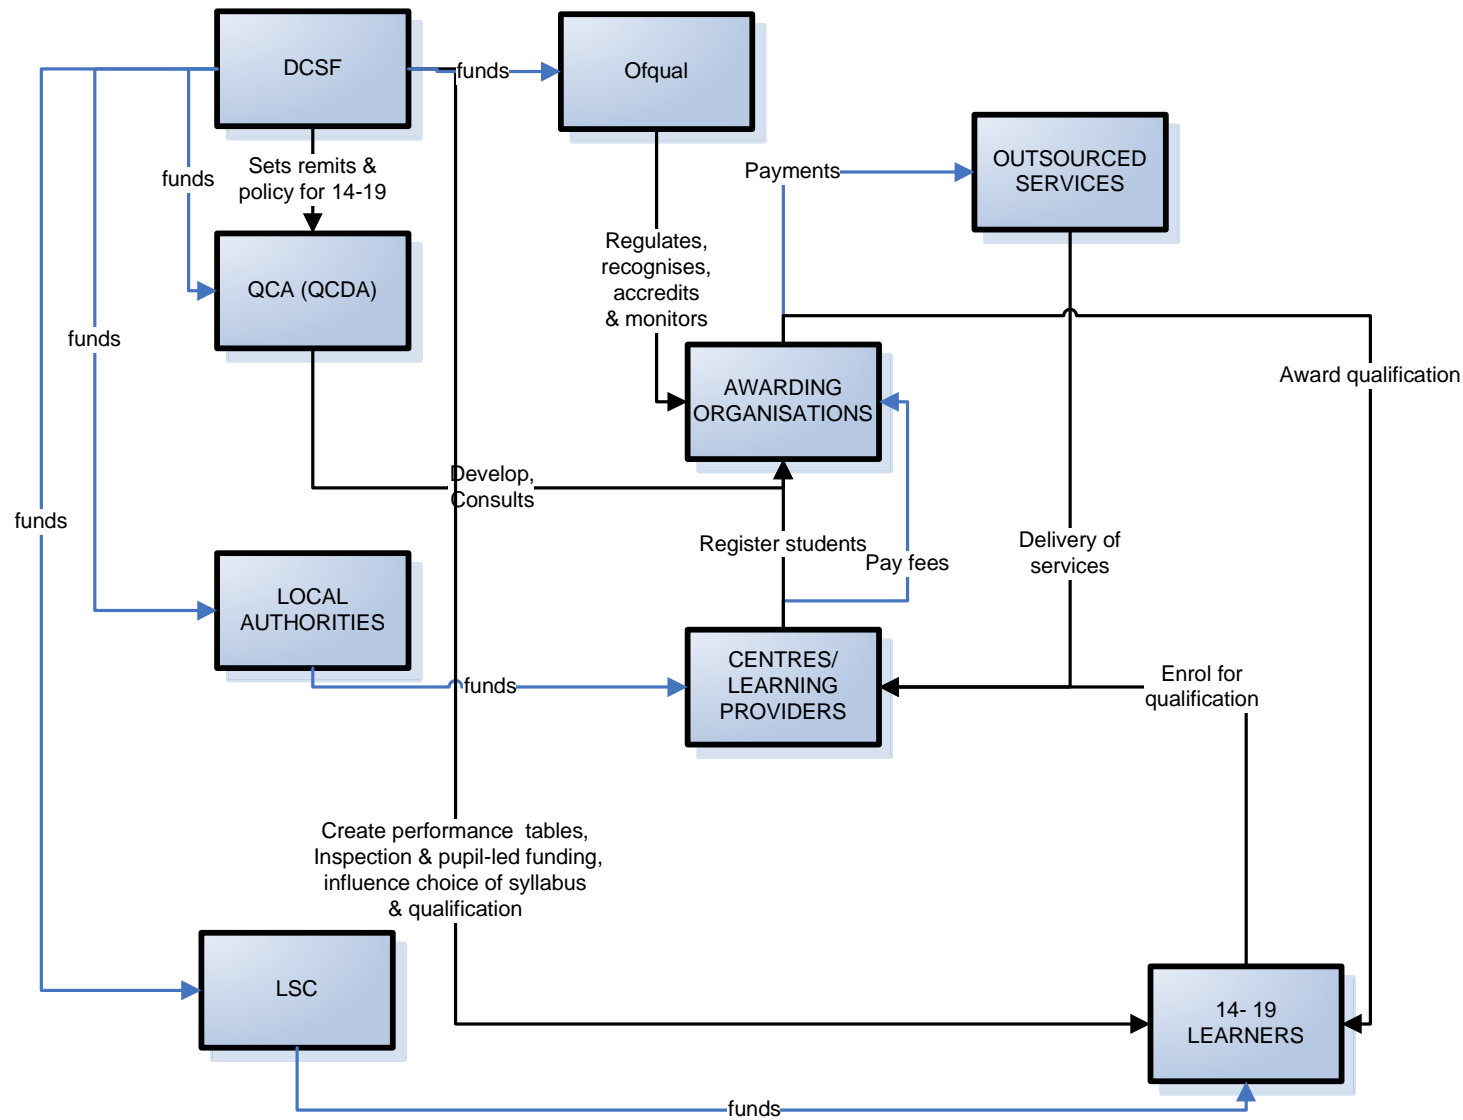 DCSF
funds
Ofqual
Sets remits &
policy for 14-19
funds
Payments
OUTSOURCED
SERVICES
QCA (QCDA)
Regulates,
recognises,
accredits
& monitors
funds
AWARDING
ORGANISATIONS
Award qualification
Develop,
Consults
funds
Register students
Pay fees
Delivery of
services
LOCAL
AUTHORITIES
funds
CENTRES/
LEARNING
PROVIDERS
Enrol for
qualification
Create performance  tables,
Inspection & pupil-led funding,
influence choice of syllabus
& qualification
LSC
14- 19
LEARNERS
funds